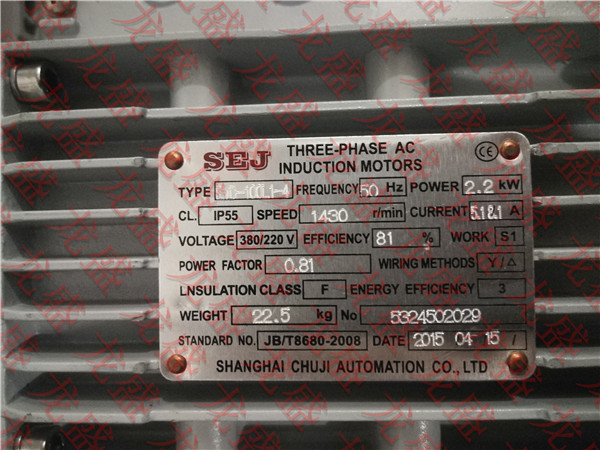 SEJ THREE-PHASE AC
INDUCTION MOTORS
CE
TYPE FREQUENCY 50 Hz POWER 2.2 kW
CL. IP55 SPEED 1430 r/min CURRENT A
VOLTAGE 380/220 V EFFICIENCY 81 % WORK S1
POWER FACTOR 0.81 WIRING METHODS Y/△
LNSULATION CLASS F ENERGY EFFICIENCY 3
WEIGHT 22.5 kg No 5324502029
STANDARD NO. JB/T8680-2008 DATE 2015 04 15 /
SHANGHAI CHUJI AUTOMATION CO., LTD
龙盛